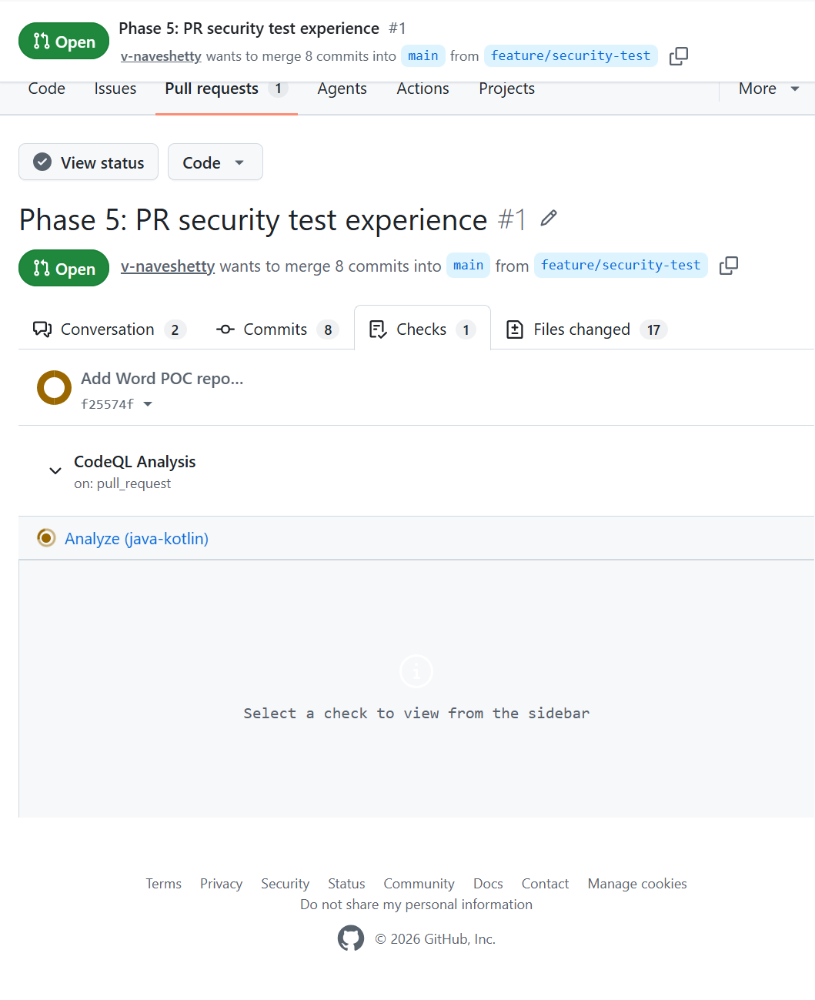 Open
Phase 5: PR security test experience #1
v-naveshetty wants to merge 8 commits into main from feature/security-test
Code Issues Pull requests 1 Agents Actions Projects More
View status Code
Phase 5: PR security test experience #1
Open v-naveshetty wants to merge 8 commits into main from feature/security-test
Conversation 2 Commits 8 Checks 1 Files changed 17
Add Word POC repo...
f25574f
CodeQL Analysis
on: pull_request
Analyze (java-kotlin)
Select a check to view from the sidebar
Terms Privacy Security Status Community Docs Contact Manage cookies
Do not share my personal information
© 2026 GitHub, Inc.